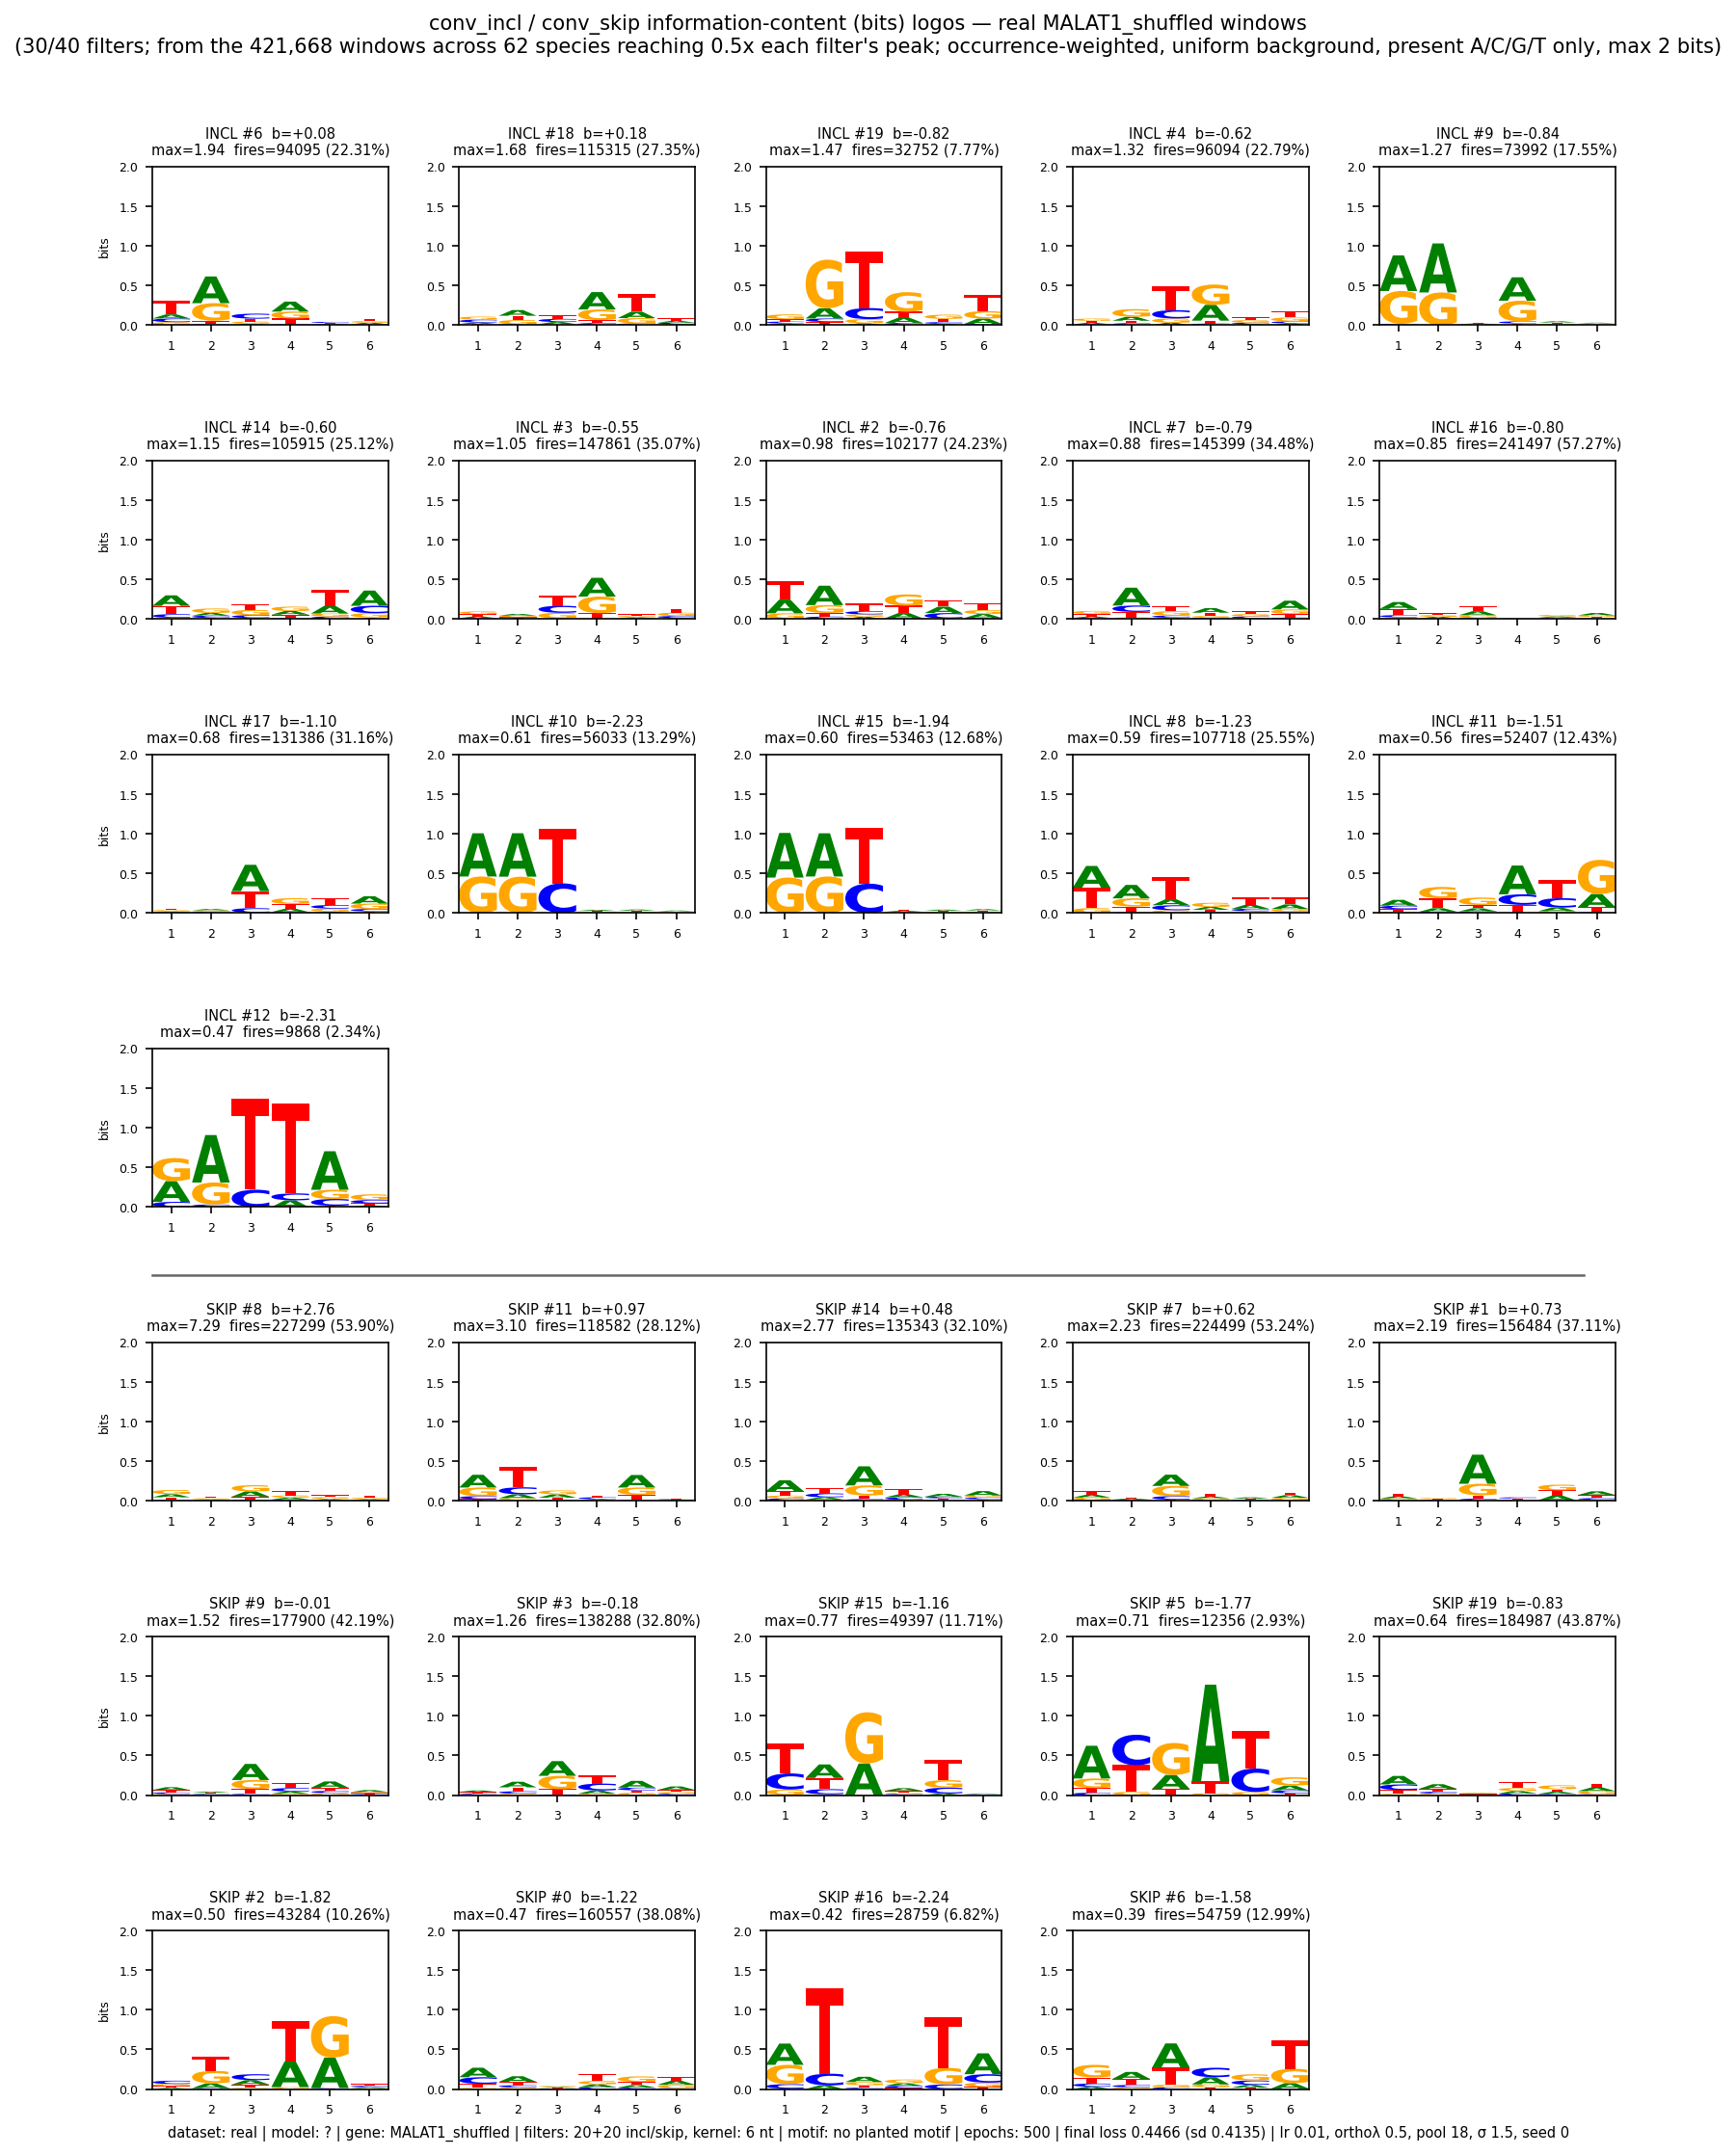 conv_incl / conv_skip information-content (bits) logos — real MALAT1_shuffled windows
(30/40 filters; from the 421,668 windows across 62 species reaching 0.5x each filter's peak; occurrence-weighted, uniform background, present A/C/G/T only, max 2 bits)
INCL #6 b=+0.08
max=1.94 fires=94095 (22.31%)
INCL #18 b=+0.18
max=1.68 fires=115315 (27.35%)
INCL #19 b=-0.82
max=1.47 fires=32752 (7.77%)
INCL #4 b=-0.62
max=1.32 fires=96094 (22.79%)
INCL #9 b=-0.84
max=1.27 fires=73992 (17.55%)
INCL #14 b=-0.60
max=1.15 fires=105915 (25.12%)
INCL #3 b=-0.55
max=1.05 fires=147861 (35.07%)
INCL #2 b=-0.76
max=0.98 fires=102177 (24.23%)
INCL #7 b=-0.79
max=0.88 fires=145399 (34.48%)
INCL #16 b=-0.80
max=0.85 fires=241497 (57.27%)
INCL #17 b=-1.10
max=0.68 fires=131386 (31.16%)
INCL #10 b=-2.23
max=0.61 fires=56033 (13.29%)
INCL #15 b=-1.94
max=0.60 fires=53463 (12.68%)
INCL #8 b=-1.23
max=0.59 fires=107718 (25.55%)
INCL #11 b=-1.51
max=0.56 fires=52407 (12.43%)
INCL #12 b=-2.31
max=0.47 fires=9868 (2.34%)
SKIP #8 b=+2.76
max=7.29 fires=227299 (53.90%)
SKIP #11 b=+0.97
max=3.10 fires=118582 (28.12%)
SKIP #14 b=+0.48
max=2.77 fires=135343 (32.10%)
SKIP #7 b=+0.62
max=2.23 fires=224499 (53.24%)
SKIP #1 b=+0.73
max=2.19 fires=156484 (37.11%)
SKIP #9 b=-0.01
max=1.52 fires=177900 (42.19%)
SKIP #3 b=-0.18
max=1.26 fires=138288 (32.80%)
SKIP #15 b=-1.16
max=0.77 fires=49397 (11.71%)
SKIP #5 b=-1.77
max=0.71 fires=12356 (2.93%)
SKIP #19 b=-0.83
max=0.64 fires=184987 (43.87%)
SKIP #2 b=-1.82
max=0.50 fires=43284 (10.26%)
SKIP #0 b=-1.22
max=0.47 fires=160557 (38.08%)
SKIP #16 b=-2.24
max=0.42 fires=28759 (6.82%)
SKIP #6 b=-1.58
max=0.39 fires=54759 (12.99%)
dataset: real | model: ? | gene: MALAT1_shuffled | filters: 20+20 incl/skip, kernel: 6 nt | motif: no planted motif | epochs: 500 | final loss 0.4466 (sd 0.4135) | lr 0.01, orthoλ 0.5, pool 18, σ 1.5, seed 0